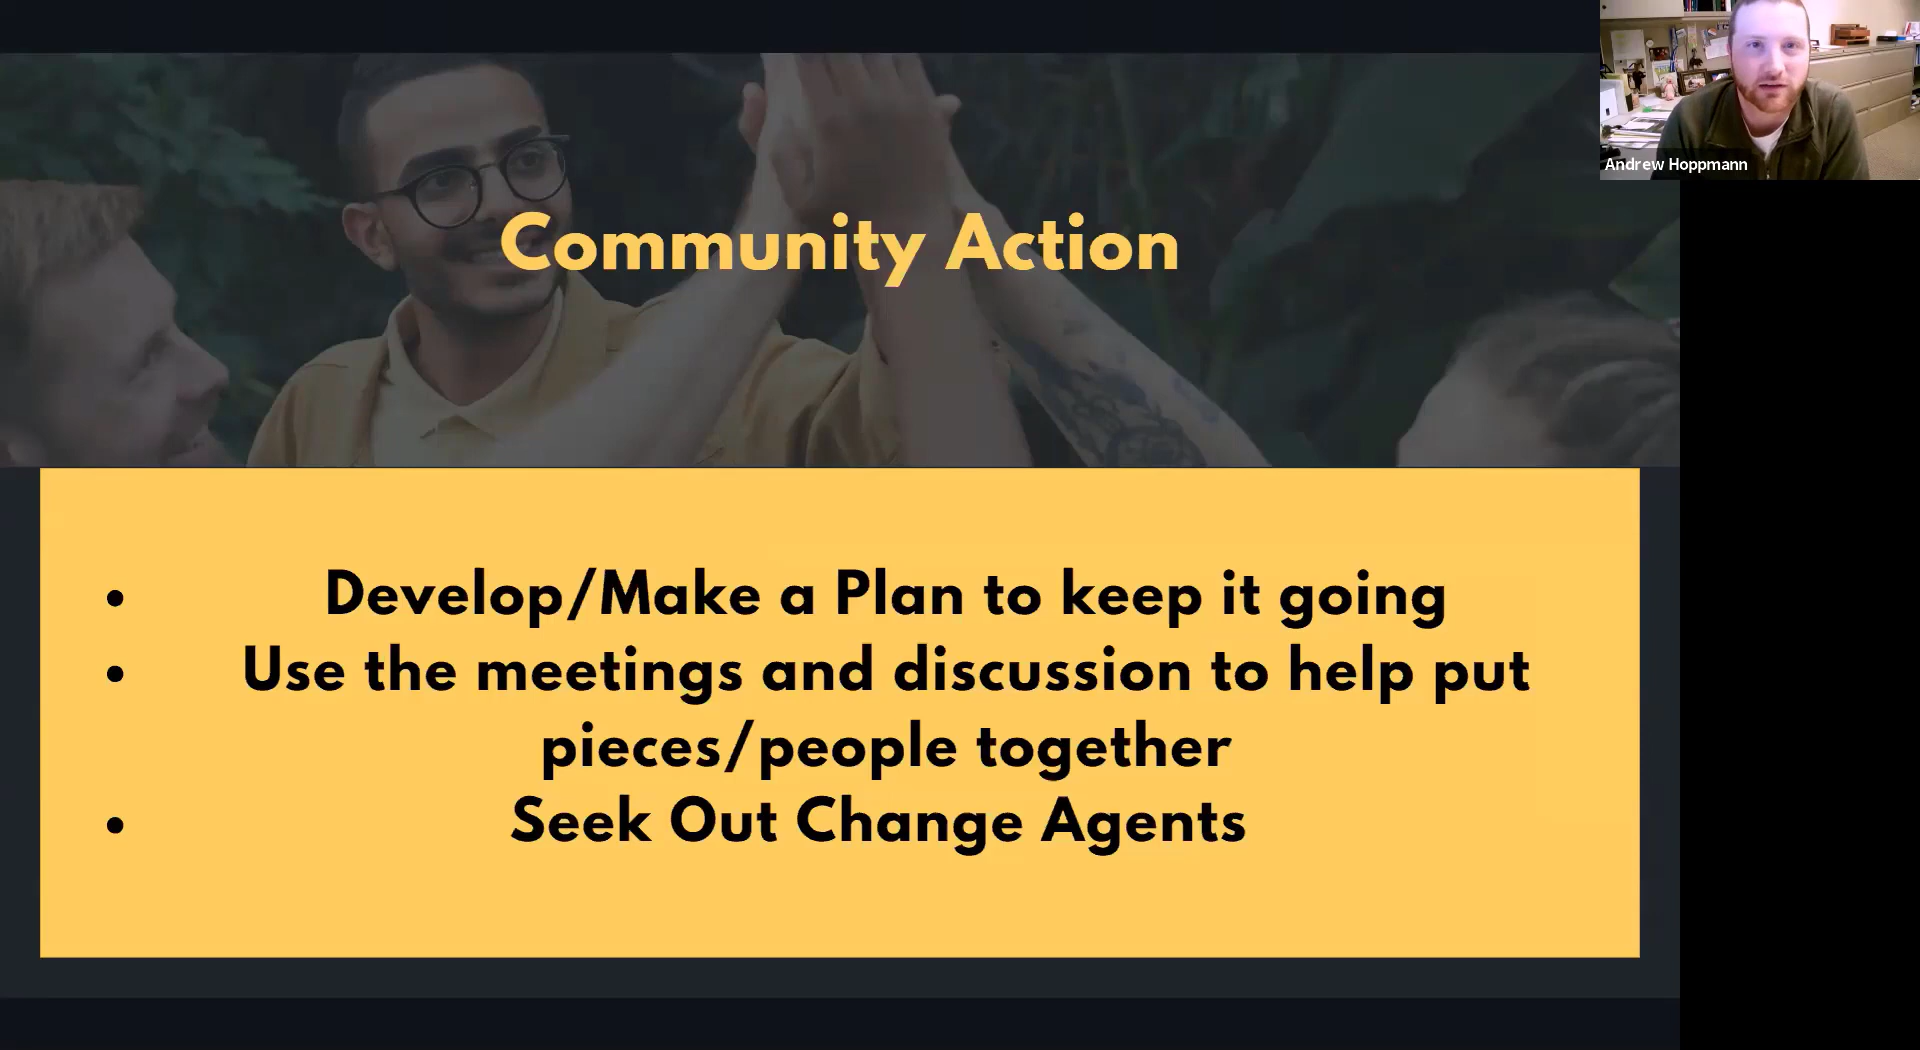 Andrew Hoppmann
Community Action
• Develop/Make a Plan to keep it going
• Use the meetings and discussion to help put
pieces/people together
• Seek Out Change Agents